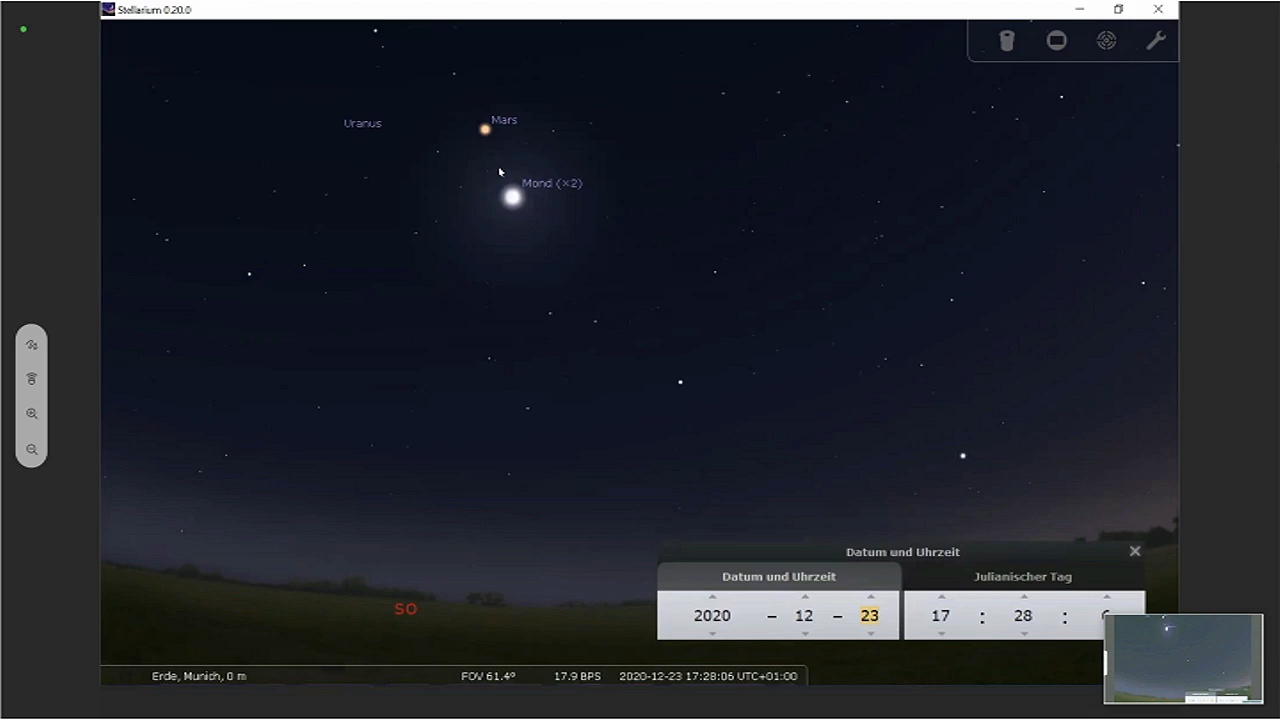 Stellarium 0.20.0
Mars
Uranus
Mond (×2)
SO
Datum und Uhrzeit
Datum und Uhrzeit Julianischer Tag
2020 – 12 – 23 17 : 28 :
Erde, Munich, 0 m FOV 61.4° 17.9 BPS 2020-12-23 17:28:06 UTC+01:00